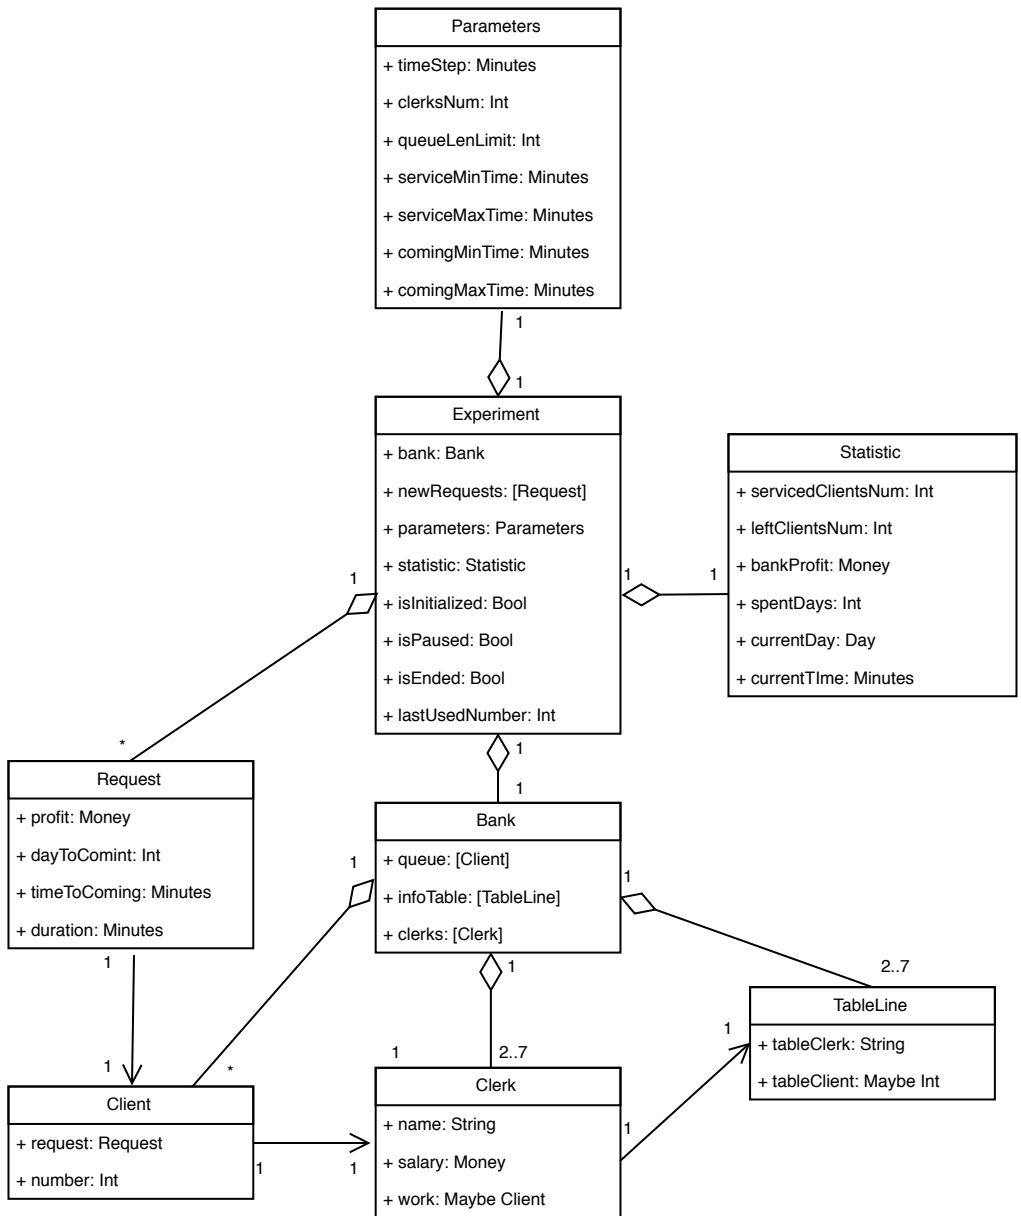 Parameters
+ timeStep: Minutes
+ clerksNum: Int
+ queueLenLimit: Int
+ serviceMinTime: Minutes
+ serviceMaxTime: Minutes
+ comingMinTime: Minutes
+ comingMaxTime: Minutes
1
1
Experiment
+ bank: Bank
+ newRequests: [Request]
+ parameters: Parameters
+ statistic: Statistic
+ isInitialized: Bool
+ isPaused: Bool
+ isEnded: Bool
+ lastUsedNumber: Int
Statistic
+ servicedClientsNum: Int
+ leftClientsNum: Int
+ bankProfit: Money
+ spentDays: Int
+ currentDay: Day
+ currentTIme: Minutes
1
1
1
*
1
1
Request
+ profit: Money
+ dayToComint: Int
+ timeToComing: Minutes
+ duration: Minutes
Bank
+ queue: [Client]
+ infoTable: [TableLine]
+ clerks: [Clerk]
1
1
1
1
2..7
TableLine
+ tableClerk: String
+ tableClient: Maybe Int
1
1
*
1
2..7
Client
+ request: Request
+ number: Int
1
1
Clerk
+ name: String
+ salary: Money
+ work: Maybe Client
1
1